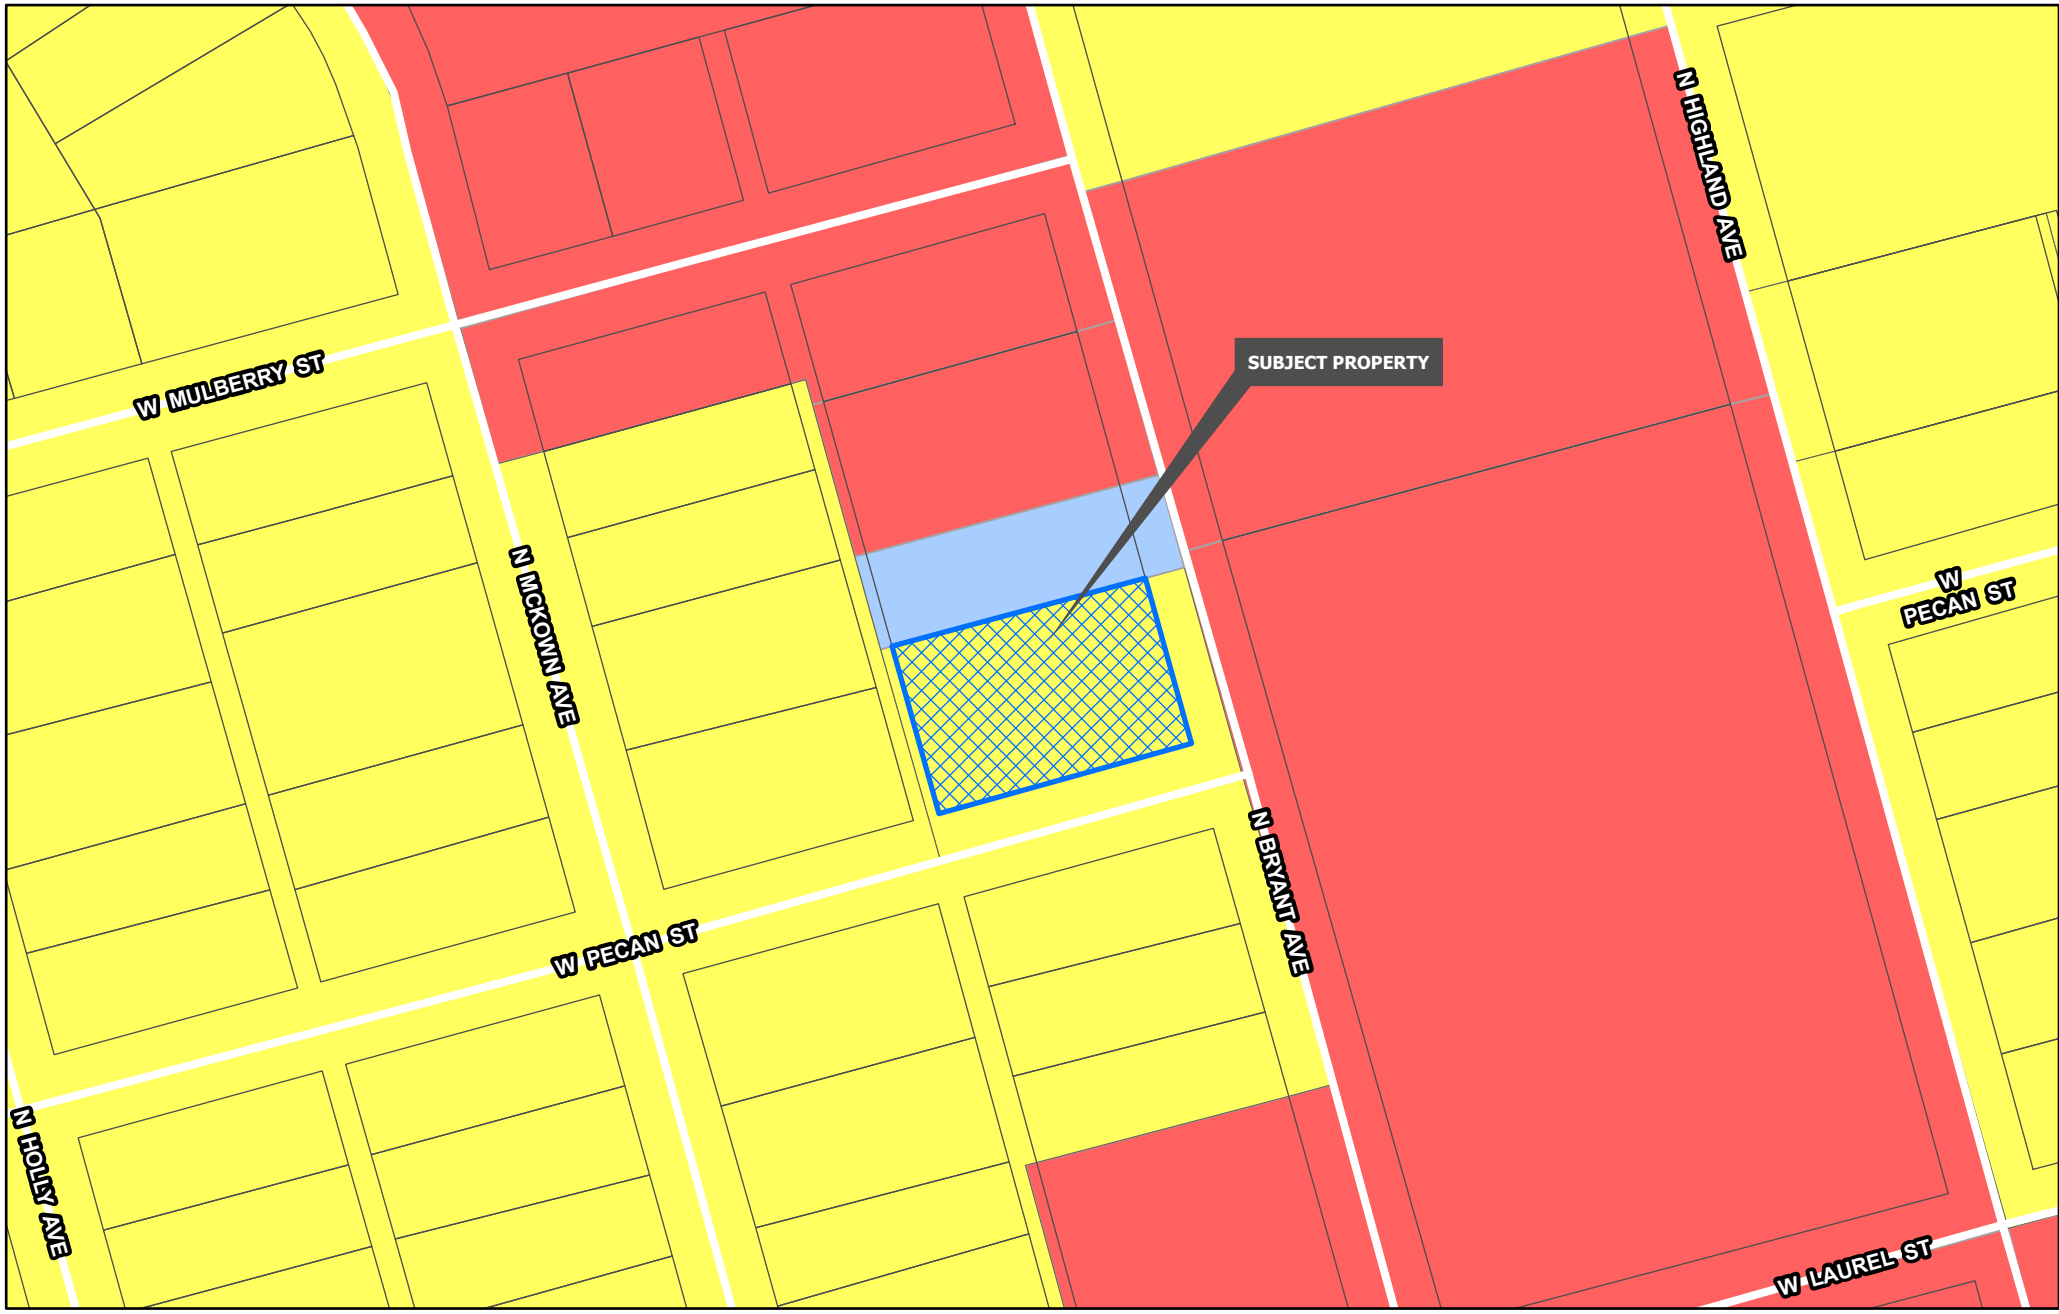 N HIGHLAND AVE
SUBJECT PROPERTY
W MULBERRY ST
N MCKOWN AVE
W
PECAN ST
N BRYANT AVE
W PECAN ST
N HOLLY AVE
W LAUREL ST